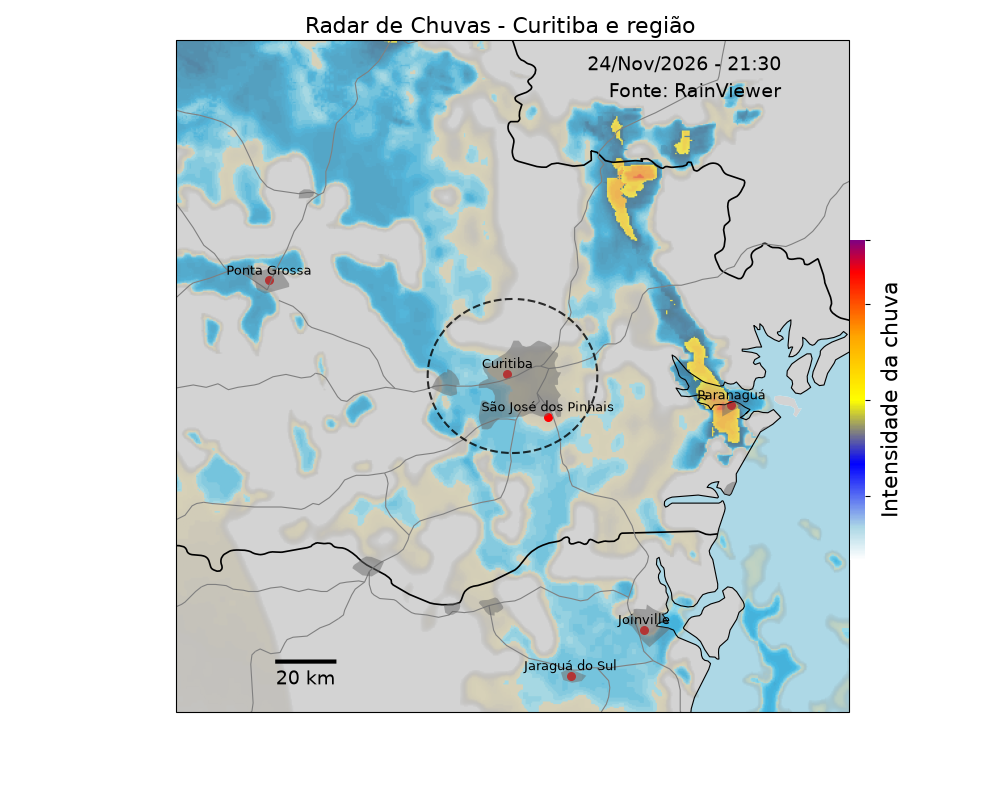 Radar de Chuvas - Curitiba e região
24/Nov/2026 - 21:30
Fonte: RainViewer
Ponta Grossa
Curitiba
Paranaguá
São José dos Pinhais
Joinville
Jaraguá do Sul
20 km
Intensidade da chuva